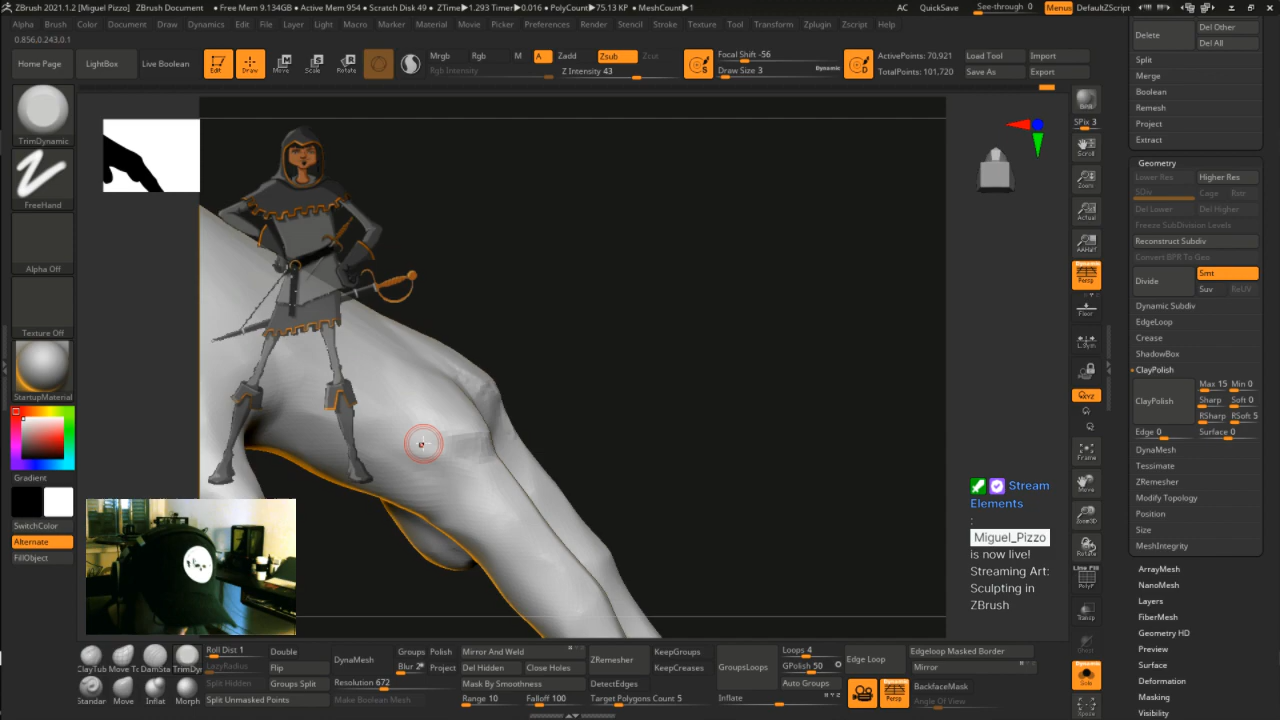 ZBrush 2021.1.2 [Miguel Pizzo] ZBrush Document • Free Mem 9.134GB • Active Mem 954 • Scratch Disk 49 • ZTime▶1.293 Timer▶0.016 • PolyCount▶75.13 KP • MeshCount▶1 AC QuickSave See-through 0 Menus DefaultZScript
Alpha Brush Color Document Draw Dynamics Edit File Layer Light Macro Marker Material Movie Picker Preferences Render Stencil Stroke Texture Tool Transform Zplugin Zscript Help
0.856,0.243,0.1
Home Page LightBox Live Boolean Edit Draw Move Scale Rotate
Mrgb Rgb M A Zadd Zsub Zcut
Rgb Intensity Z Intensity 43
Focal Shift -56
Draw Size 3 Dynamic
S D
ActivePoints: 70,921
TotalPoints: 101,720
Load Tool Import
Save As Export
TrimDynamic
FreeHand
Alpha Off
Texture Off
StartupMaterial
Gradient
SwitchColor
Alternate
FillObject
Stream
Elements
:
Miguel_Pizzo
is now live!
Streaming Art:
Sculpting in
ZBrush
BPR
SPix 3
Scroll
Zoom
Actual
AAHalf
Dynamic
Persp
Floor
L.Sym
XYZ
Frame
Move
Zoom3D
Rotate
Line Fill
PolyF
Transp
Ghost
Dynamic
Solo
Xpose
Delete Del Other
Del All
Split
Merge
Boolean
Remesh
Project
Extract
Geometry
Lower Res Higher Res
SDiv Cage Rstr
Del Lower Del Higher
Freeze SubDivision Levels
Reconstruct Subdiv
Convert BPR To Geo
Divide Smt
Suv ReUV
Dynamic Subdiv
EdgeLoop
Crease
ShadowBox
ClayPolish
ClayPolish Max 15 Min 0
Sharp Soft 0
RSharp RSoft 5
Edge 0 Surface 0
DynaMesh
Tessimate
ZRemesher
Modify Topology
Position
Size
MeshIntegrity
ArrayMesh
NanoMesh
Layers
FiberMesh
Geometry HD
Preview
Surface
Deformation
Masking
Visibility
ClayTub Move To DamSta TrimDy
Standar Move Inflat Morph
Roll Dist 1 Double
LazyRadius Flip
Split Hidden Groups Split
Split Unmasked Points
DynaMesh Groups Polish
Blur 2 Project
Resolution 672
Make Boolean Mesh
Mirror And Weld
Del Hidden Close Holes
Mask By Smoothness
Range 10 Falloff 100
ZRemesher KeepGroups
KeepCreases
DetectEdges
Target Polygons Count 5
GroupsLoops Loops 4
GPolish 50
Auto Groups
Inflate
Edge Loop
Persp
Edgeloop Masked Border
Mirror
BackfaceMask
Angle Of View